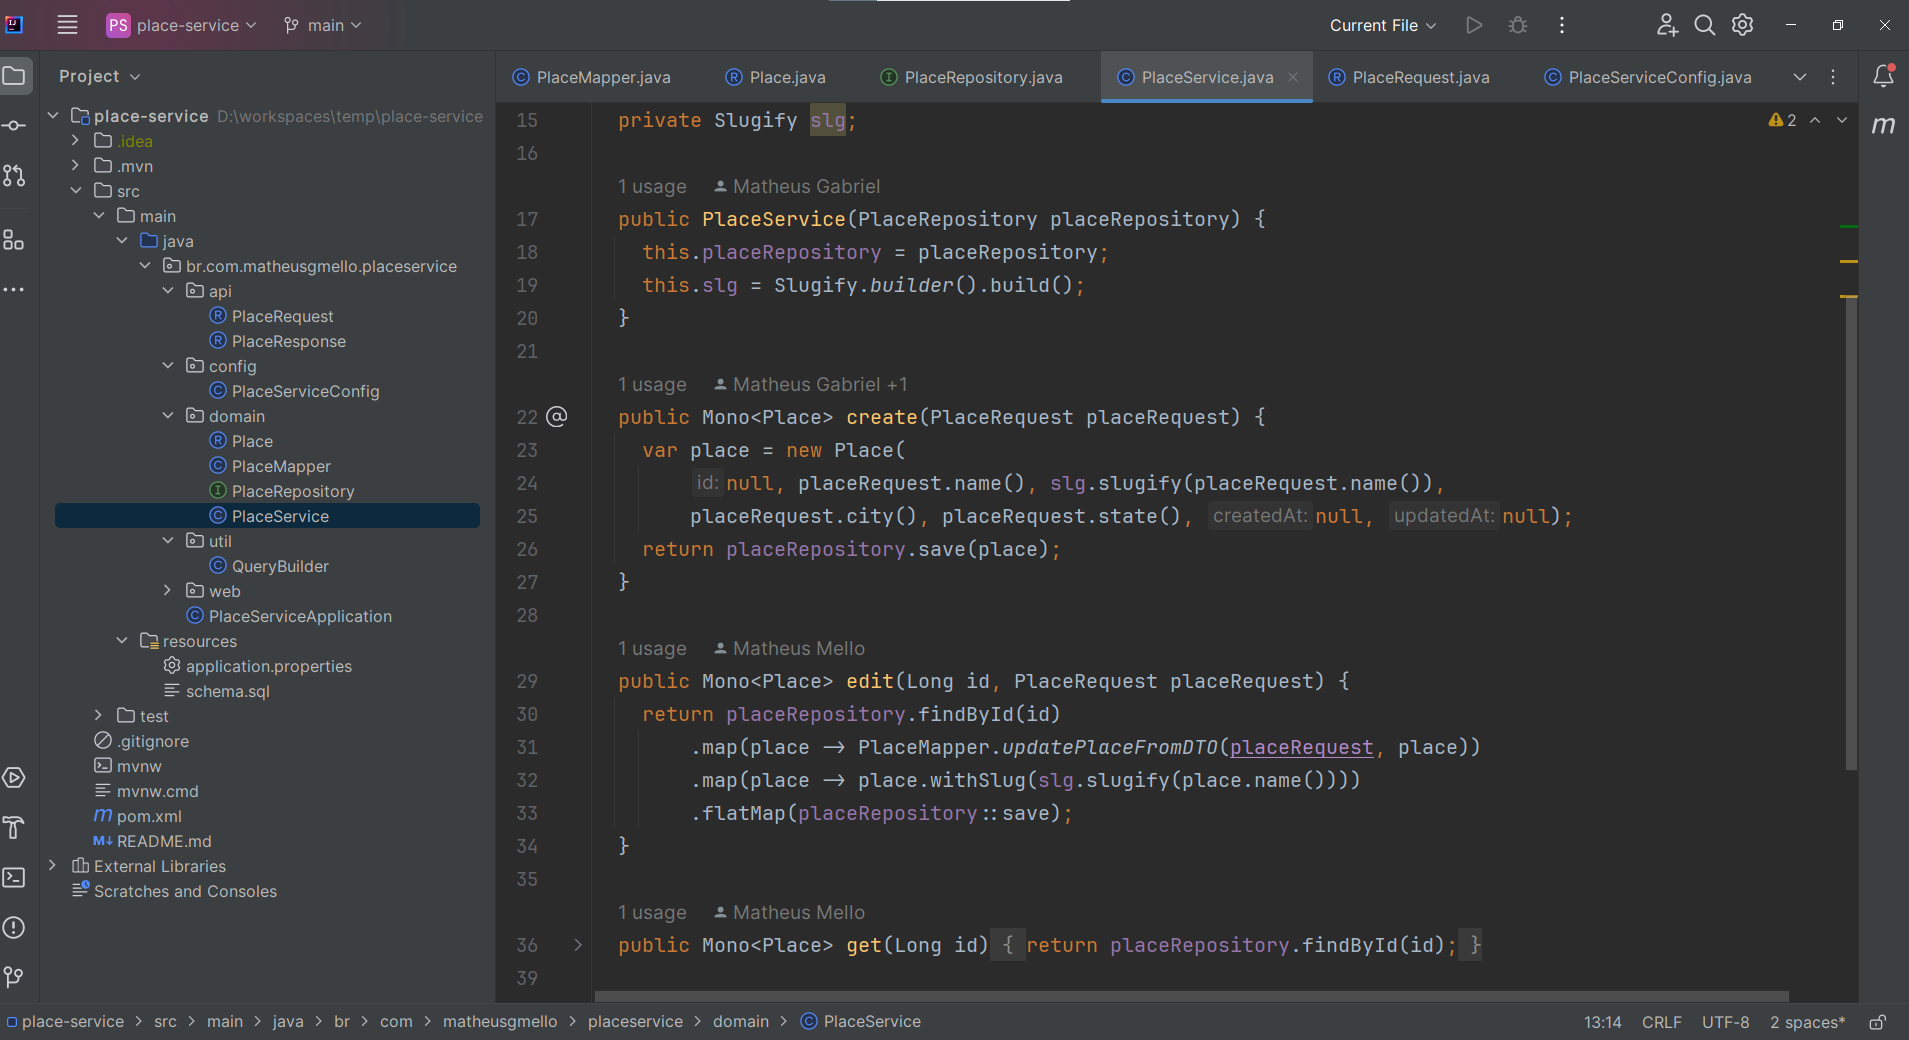 PS place-service main Current File
Project
PlaceMapper.java Place.java PlaceRepository.java PlaceService.java PlaceRequest.java PlaceServiceConfig.java
place-service D:\workspaces\temp\place-service
.idea
.mvn
src
main
java
br.com.matheusgmello.placeservice
api
PlaceRequest
PlaceResponse
config
PlaceServiceConfig
domain
Place
PlaceMapper
PlaceRepository
PlaceService
util
QueryBuilder
web
PlaceServiceApplication
resources
application.properties
schema.sql
test
.gitignore
mvnw
mvnw.cmd
pom.xml
README.md
External Libraries
Scratches and Consoles
15 private Slugify slg;
2
16
1 usage Matheus Gabriel
17 public PlaceService(PlaceRepository placeRepository) {
18 this.placeRepository = placeRepository;
19 this.slg = Slugify.builder().build();
20 }
21
1 usage Matheus Gabriel +1
22 @ public Mono<Place> create(PlaceRequest placeRequest) {
23 var place = new Place(
24 id: null, placeRequest.name(), slg.slugify(placeRequest.name()),
25 placeRequest.city(), placeRequest.state(), createdAt: null, updatedAt: null);
26 return placeRepository.save(place);
27 }
28
1 usage Matheus Mello
29 public Mono<Place> edit(Long id, PlaceRequest placeRequest) {
30 return placeRepository.findById(id)
31 .map(place -> PlaceMapper.updatePlaceFromDTO(placeRequest, place))
32 .map(place -> place.withSlug(slg.slugify(place.name())))
33 .flatMap(placeRepository::save);
34 }
35
1 usage Matheus Mello
36 public Mono<Place> get(Long id) { return placeRepository.findById(id); }
39
place-service > src > main > java > br > com > matheusgmello > placeservice > domain > PlaceService
13:14 CRLF UTF-8 2 spaces*